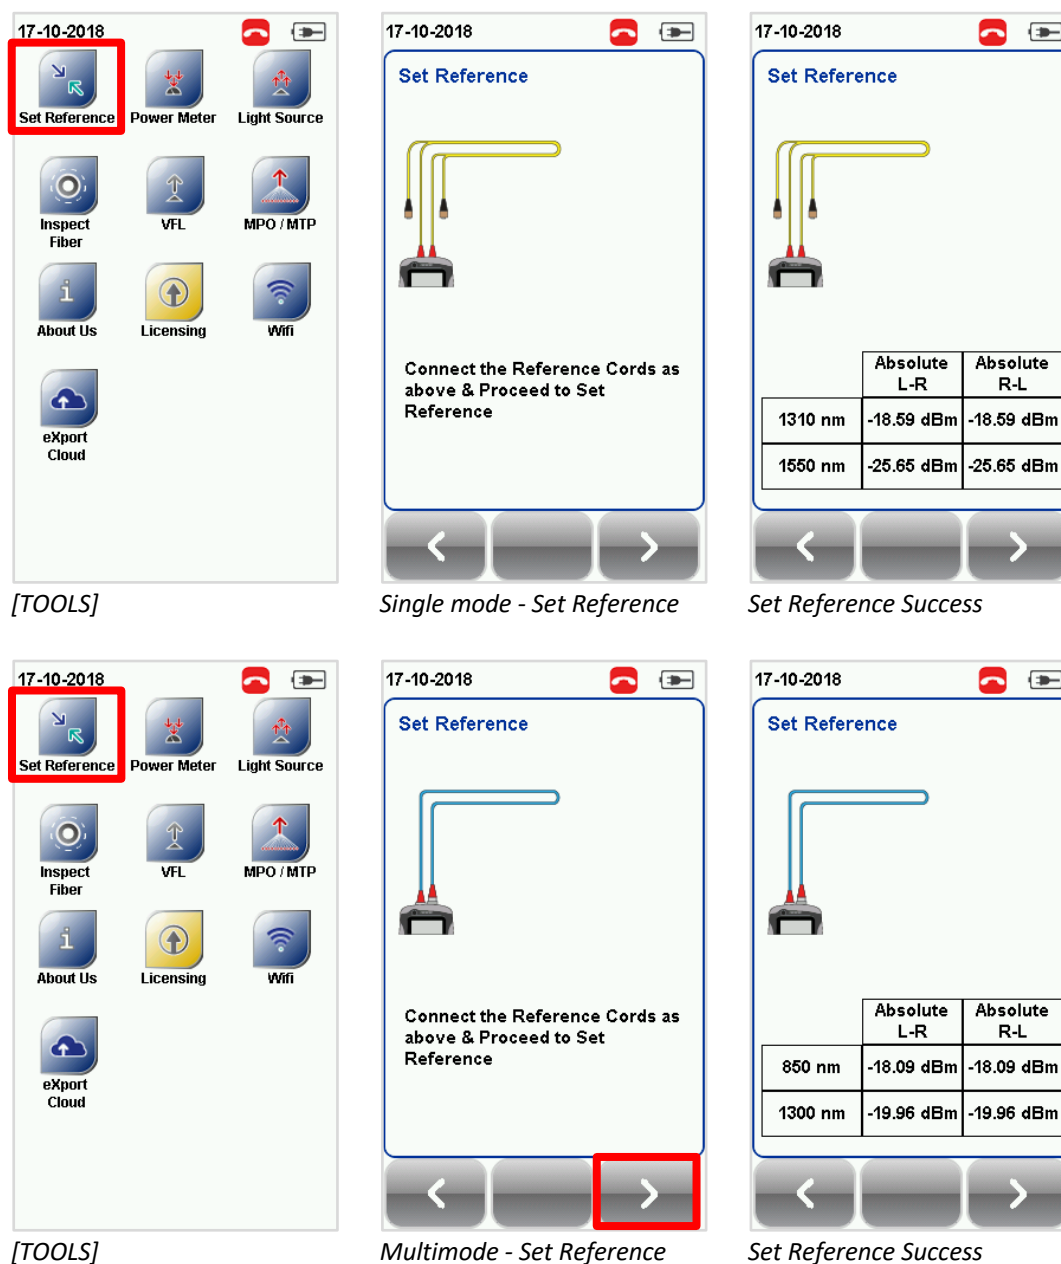 17-10-2018
Set Reference Power Meter Light Source
Inspect VFL MPO / MTP
Fiber
About Us Licensing Wifi
eXport
Cloud
[TOOLS]
17-10-2018
Set Reference
Connect the Reference Cords as
above & Proceed to Set
Reference
Single mode - Set Reference
17-10-2018
Set Reference
Absolute Absolute
L-R R-L
1310 nm -18.59 dBm -18.59 dBm
1550 nm -25.65 dBm -25.65 dBm
Set Reference Success
17-10-2018
Set Reference Power Meter Light Source
Inspect VFL MPO / MTP
Fiber
About Us Licensing Wifi
eXport
Cloud
[TOOLS]
17-10-2018
Set Reference
Connect the Reference Cords as
above & Proceed to Set
Reference
Multimode - Set Reference
17-10-2018
Set Reference
Absolute Absolute
L-R R-L
850 nm -18.09 dBm -18.09 dBm
1300 nm -19.96 dBm -19.96 dBm
Set Reference Success